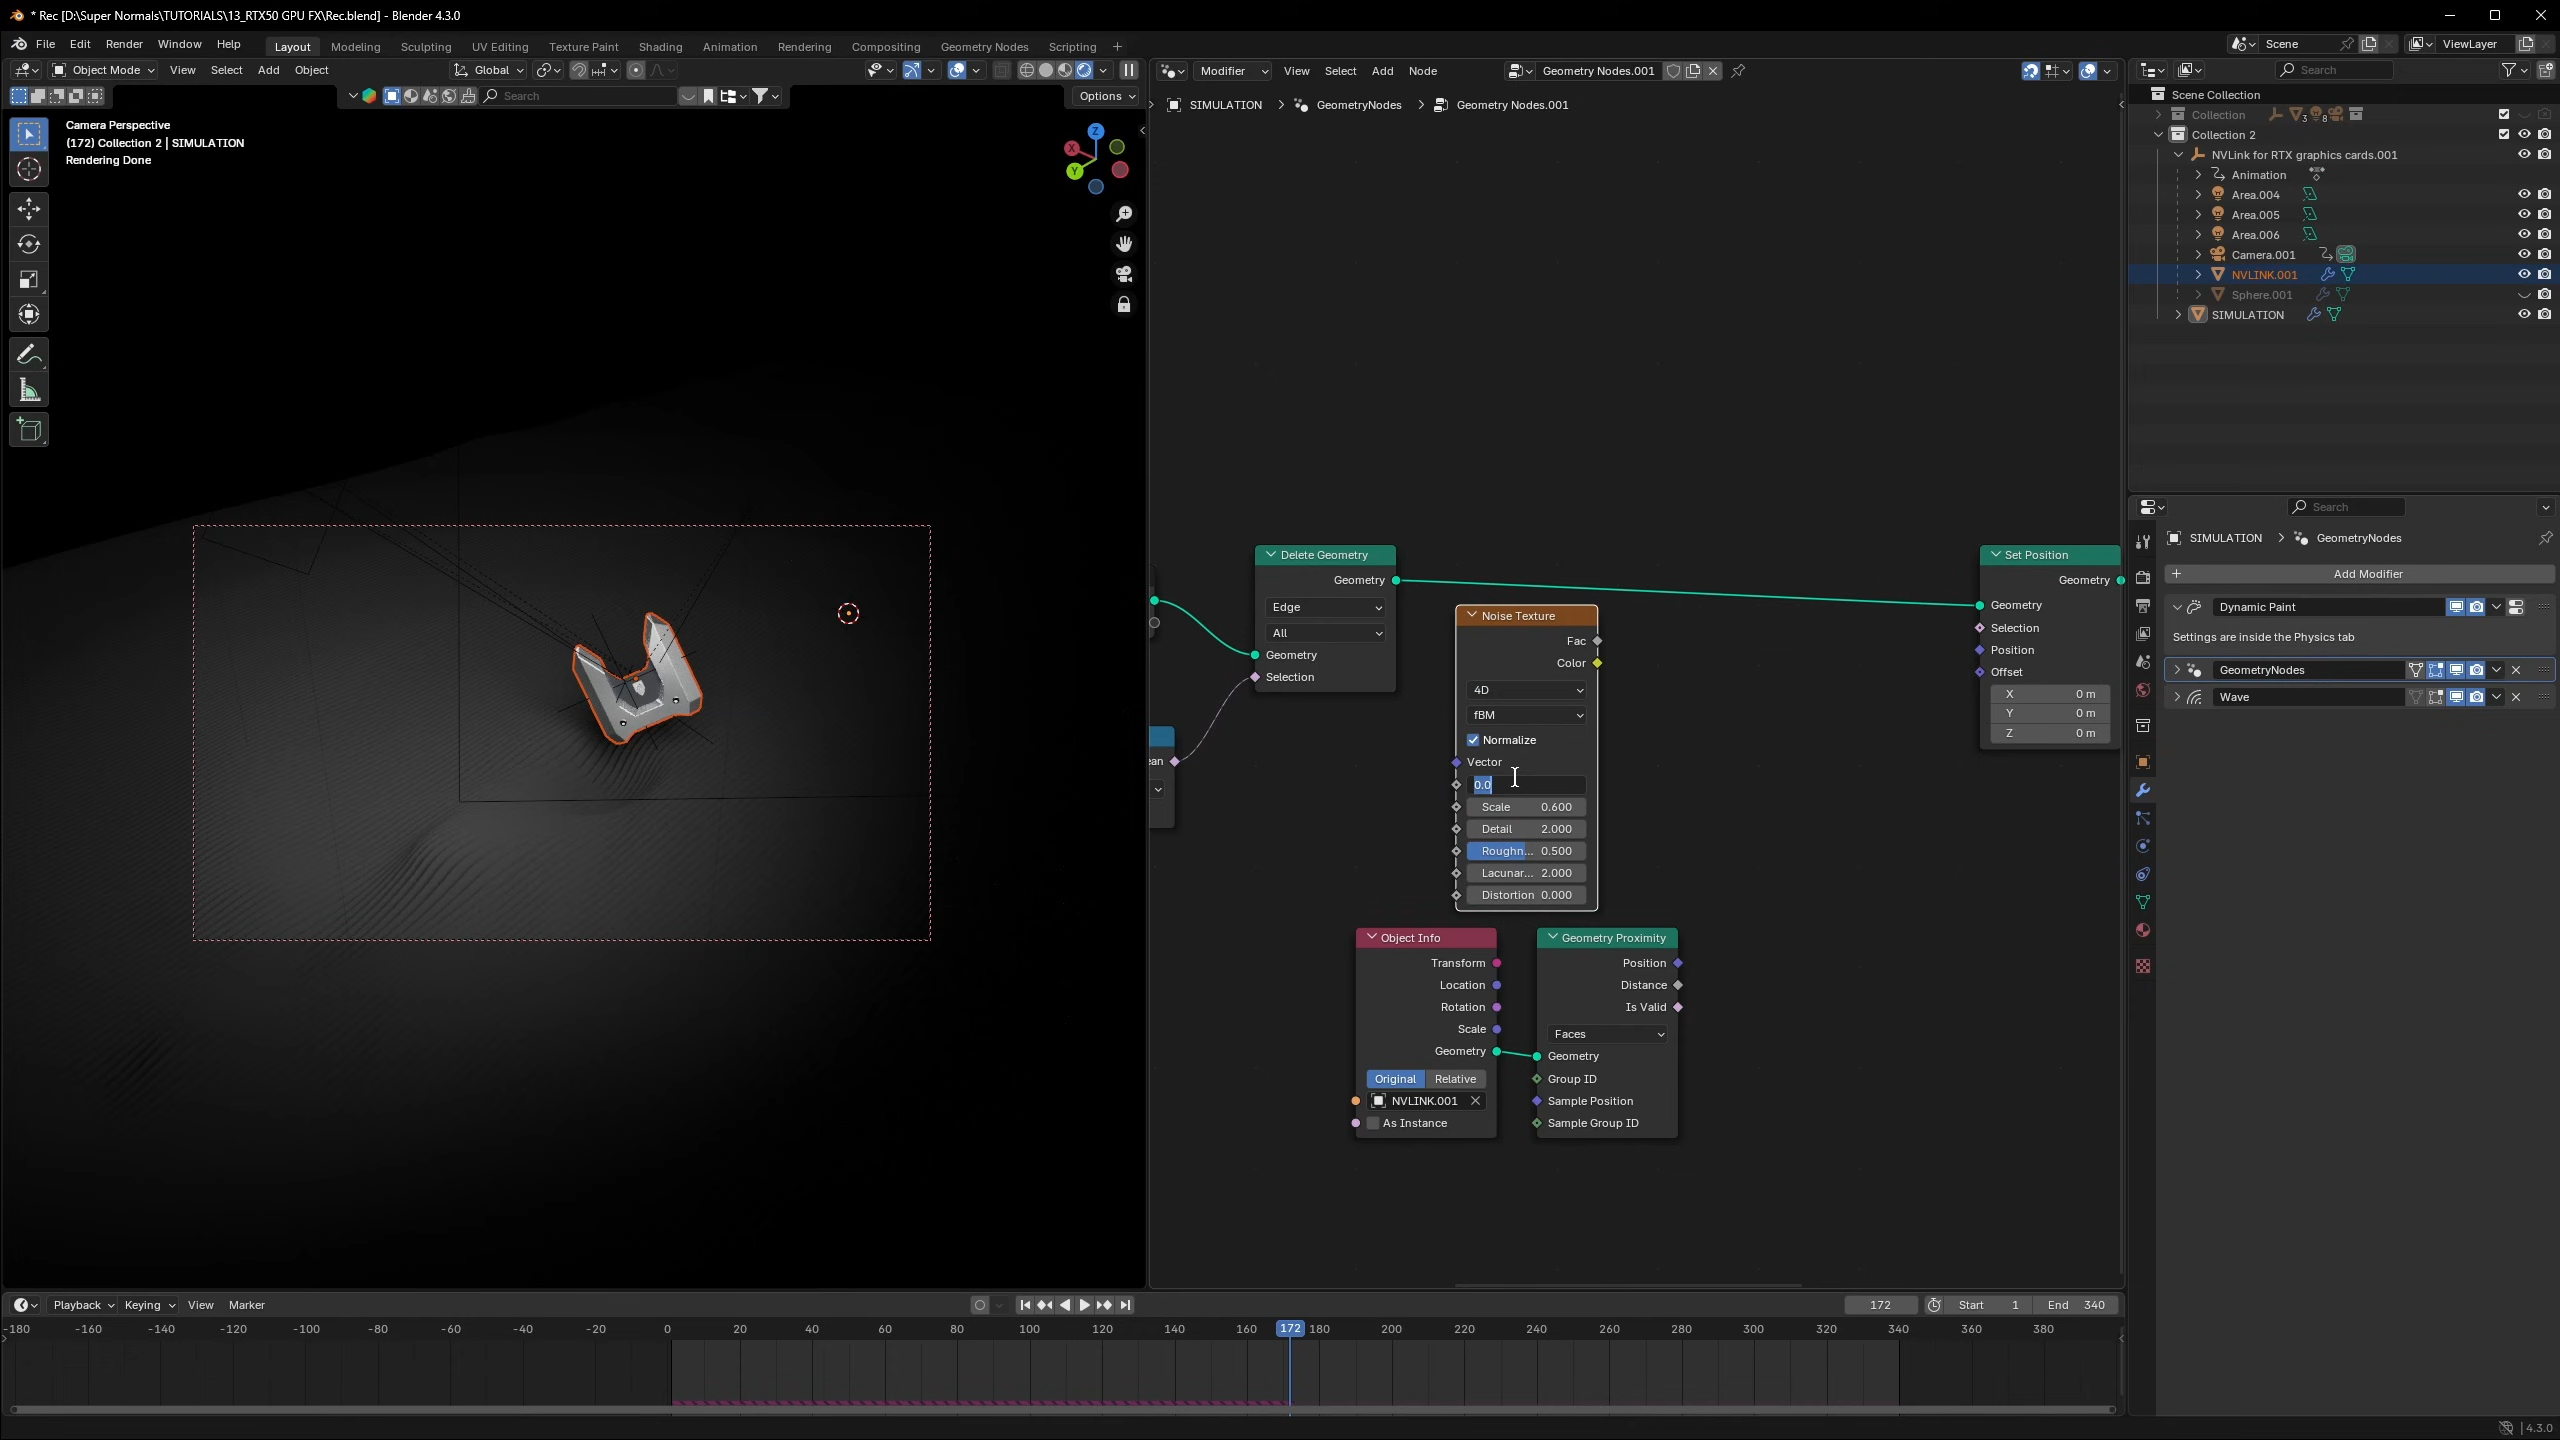 * Rec [D:\Super Normals\TUTORIALS\13_RTX50 GPU FX\Rec.blend] - Blender 4.3.0
File Edit Render Window Help Layout Modeling Sculpting UV Editing Texture Paint Shading Animation Rendering Compositing Geometry Nodes Scripting + Scene ViewLayer
Object Mode View Select Add Object Global Modifier View Select Add Node Geometry Nodes.001 Search
Search Options
SIMULATION > GeometryNodes > Geometry Nodes.001
Camera Perspective
(172) Collection 2 | SIMULATION
Rendering Done
Z
X
Y
Delete Geometry
Geometry
Edge
All
Geometry
Selection
ean
Noise Texture
Fac
Color
4D
fBM
Normalize
Vector
0.0
Scale 0.600
Detail 2.000
Roughn... 0.500
Lacunar... 2.000
Distortion 0.000
Set Position
Geometry
Geometry
Selection
Position
Offset
X 0 m
Y 0 m
Z 0 m
Object Info
Transform
Location
Rotation
Scale
Geometry
Original Relative
NVLINK.001
As Instance
Geometry Proximity
Position
Distance
Is Valid
Faces
Geometry
Group ID
Sample Position
Sample Group ID
Scene Collection
Collection 3 8
Collection 2
NVLink for RTX graphics cards.001
Animation
Area.004
Area.005
Area.006
Camera.001
NVLINK.001
Sphere.001
SIMULATION
Search
SIMULATION > GeometryNodes
+ Add Modifier
Dynamic Paint
Settings are inside the Physics tab
GeometryNodes
Wave
Playback Keying View Marker 172 Start 1 End 340
-180 -160 -140 -120 -100 -80 -60 -40 -20 0 20 40 60 80 100 120 140 160 172 180 200 220 240 260 280 300 320 340 360 380
4.3.0